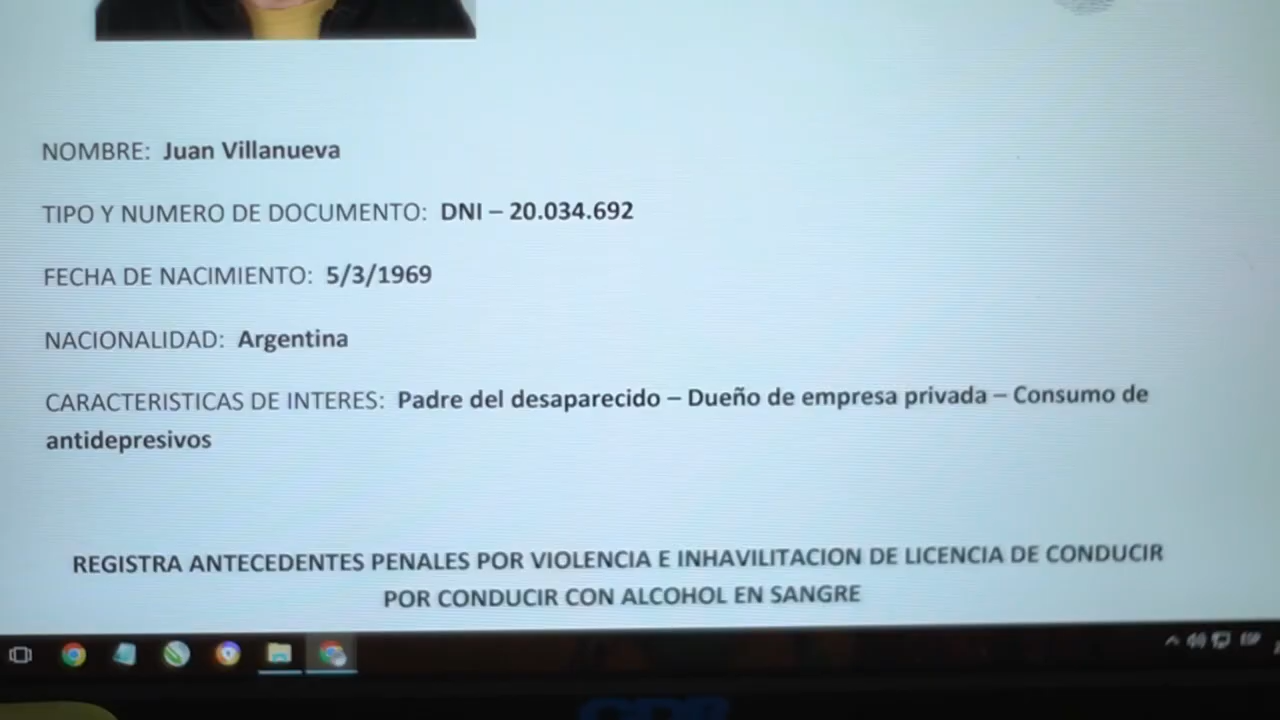 NOMBRE: Juan Villanueva
TIPO Y NUMERO DE DOCUMENTO: DNI – 20.034.692
FECHA DE NACIMIENTO: 5/3/1969
NACIONALIDAD: Argentina
CARACTERISTICAS DE INTERES: Padre del desaparecido – Dueño de empresa privada – Consumo de
antidepresivos
REGISTRA ANTECEDENTES PENALES POR VIOLENCIA E INHAVILITACION DE LICENCIA DE CONDUCIR
POR CONDUCIR CON ALCOHOL EN SANGRE
ESP